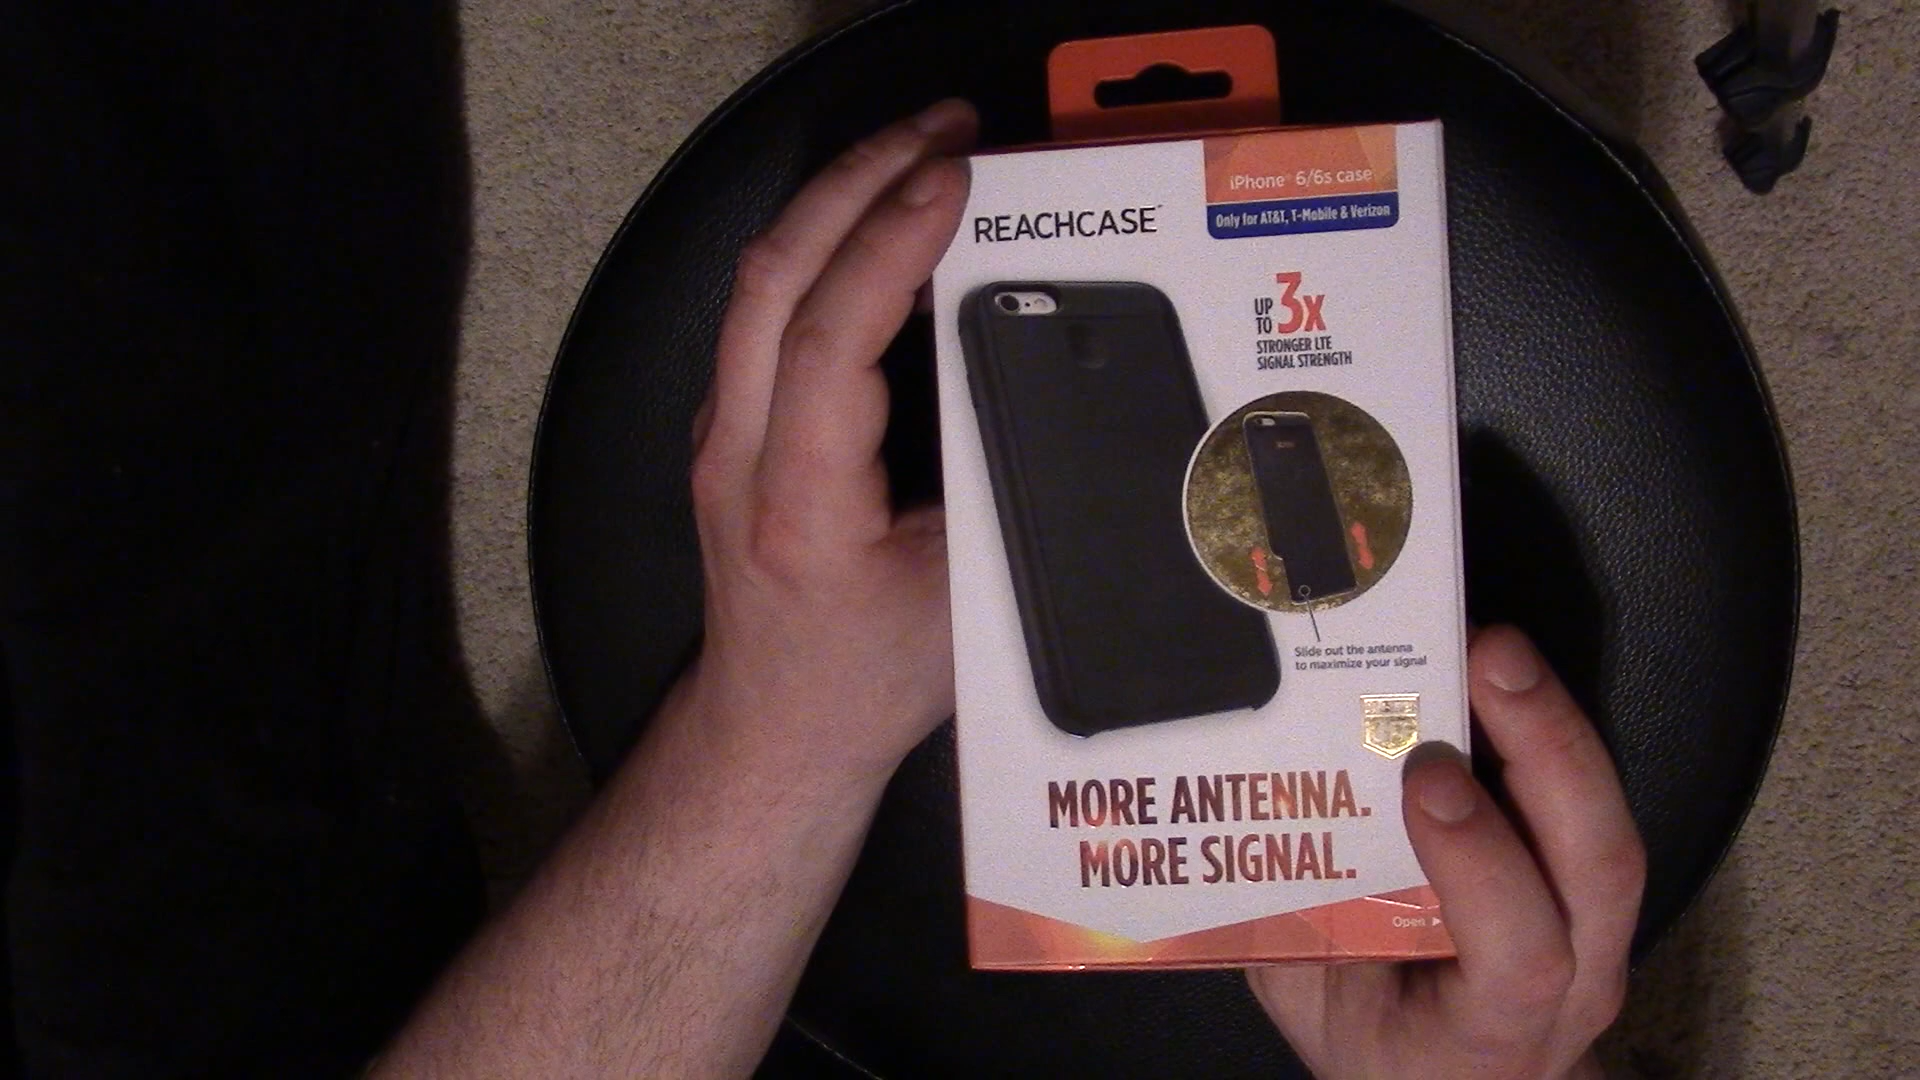 iPhone® 6/6s case
Only for AT&T, T-Mobile & Verizon
REACHCASE™
UP TO 3x
STRONGER LTE
SIGNAL STRENGTH
Slide out the antenna
to maximize your signal
MORE ANTENNA.
MORE SIGNAL.
Open ▶